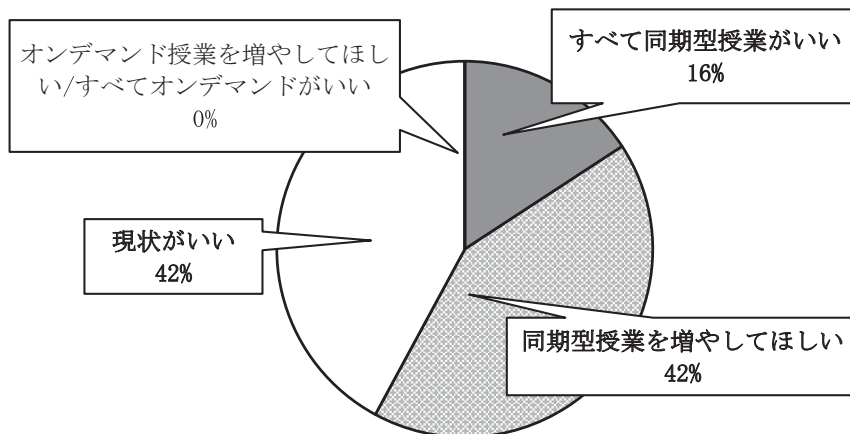 オンデマンド授業を増やしてほし
い/すべてオンデマンドがいい
0%
すべて同期型授業がいい
16%
現状がいい
42%
同期型授業を増やしてほしい
42%